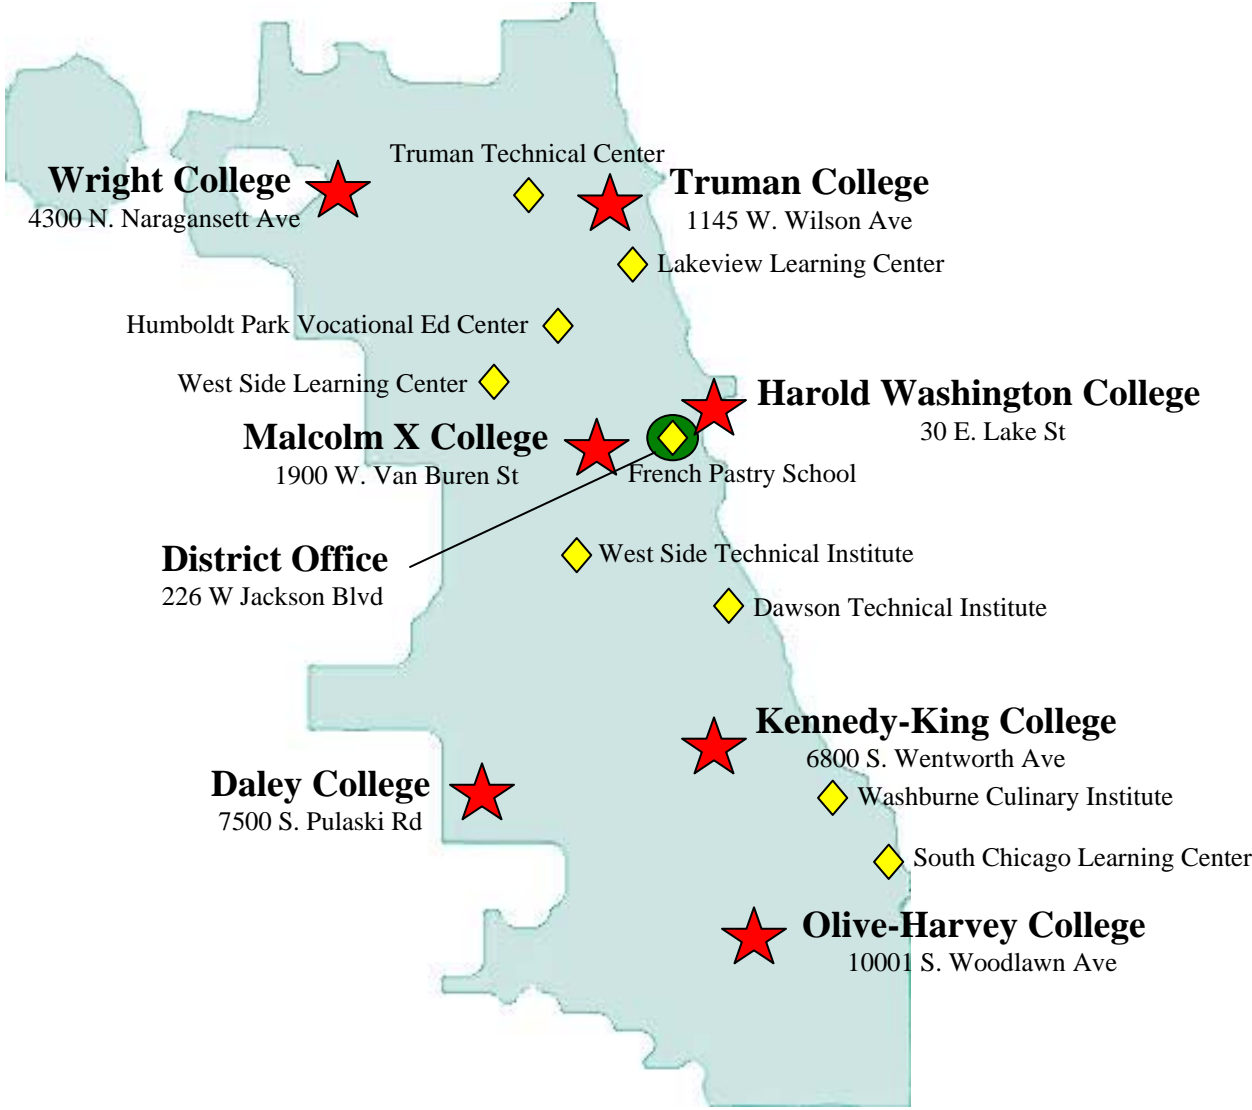 Truman Technical Center
Wright College
4300 N. Naragansett Ave
Truman College
1145 W. Wilson Ave
Lakeview Learning Center
Humboldt Park Vocational Ed Center
West Side Learning Center
Harold Washington College
30 E. Lake St
Malcolm X College
1900 W. Van Buren St
French Pastry School
District Office
226 W Jackson Blvd
West Side Technical Institute
Dawson Technical Institute
Kennedy-King College
6800 S. Wentworth Ave
Daley College
7500 S. Pulaski Rd
Washburne Culinary Institute
South Chicago Learning Center
Olive-Harvey College
10001 S. Woodlawn Ave